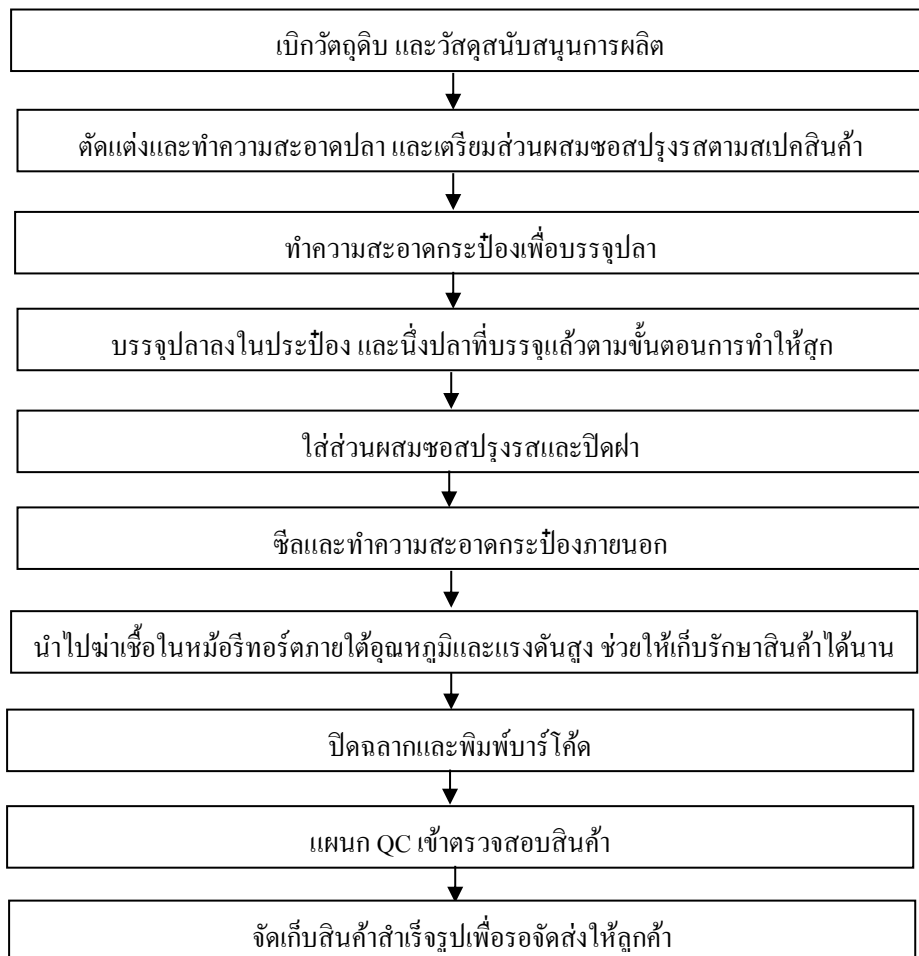 เบิกวัตถุดิบ และวัสดุสนับสนุนการผลิต
ตัดแต่งและทำความสะอาดปลา และเตรียมส่วนผสมซอสปรุงรสตามสเปคสินค้า
ทำความสะอาดกระป๋องเพื่อบรรจุปลา
บรรจุปลาลงในประป๋อง และนึ่งปลาที่บรรจุแล้วตามขั้นตอนการทำให้สุก
ใส่ส่วนผสมซอสปรุงรสและปิดฝา
ซีลและทำความสะอาดกระป๋องภายนอก
นำไปฆ่าเชื้อในหม้อรีทอร์ตภายใต้อุณหภูมิและแรงดันสูง ช่วยให้เก็บรักษาสินค้าได้นาน
ปิดฉลากและพิมพ์บาร์โค้ด
แผนก QC เข้าตรวจสอบสินค้า
จัดเก็บสินค้าสำเร็จรูปเพื่อรอจัดส่งให้ลูกค้า